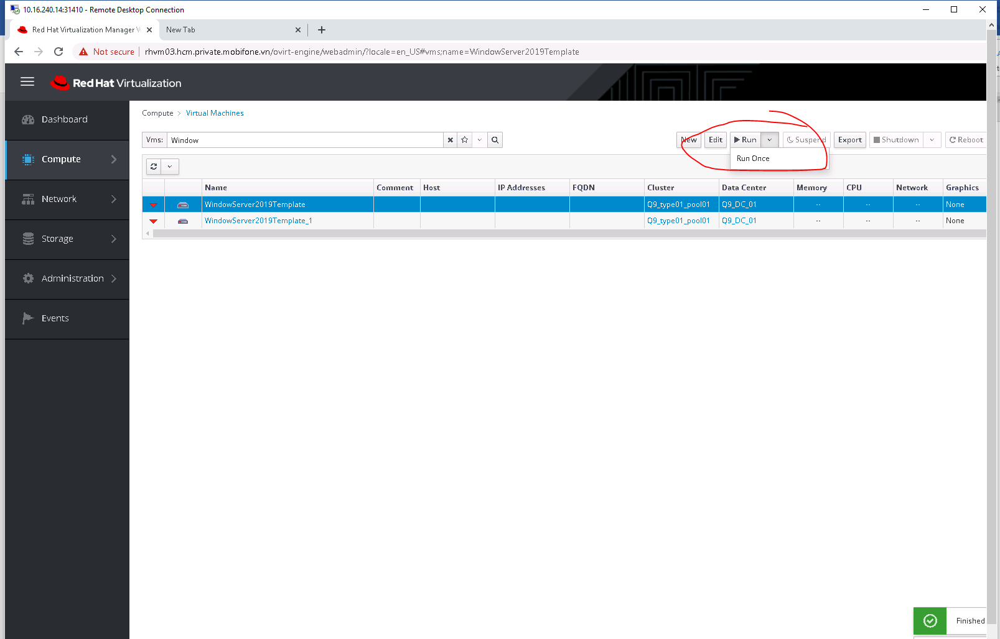 10.16.240.14:31410 - Remote Desktop Connection
Red Hat Virtualization Manager
New Tab
Not secure rhvm03.hcm.private.mobifone.vn/ovirt-engine/webadmin/?locale=en_US#vms;name=WindowServer2019Template
Red Hat Virtualization
Dashboard
Compute
Network
Storage
Administration
Events
Compute > Virtual Machines
Vms: Window
New Edit Run Suspend Export Shutdown Reboot
Run Once
Name Comment Host IP Addresses FQDN Cluster Data Center Memory CPU Network Graphics
WindowServer2019Template Q9_type01_pool01 Q9_DC_01 -- -- -- None
WindowServer2019Template_1 Q9_type01_pool01 Q9_DC_01 -- -- -- None
Finished